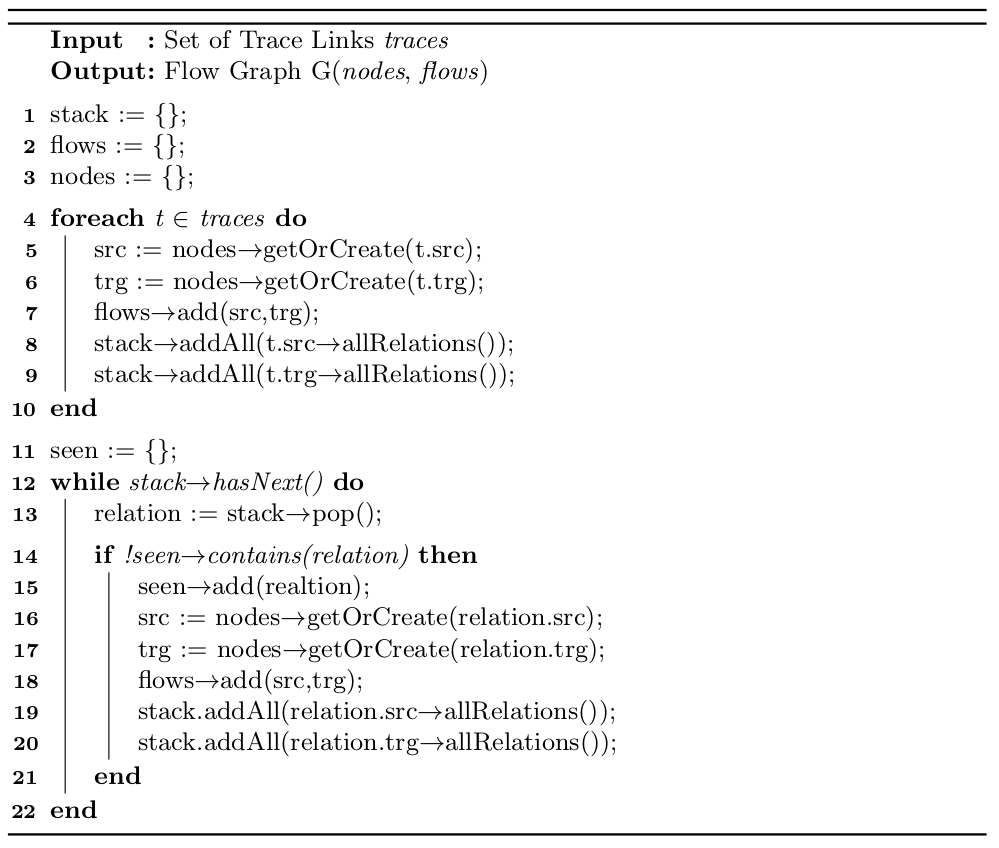 Input : Set of Trace Links traces
Output: Flow Graph G(nodes, flows)
1 stack := {};
2 flows := {};
3 nodes := {};
4 foreach t ∈ traces do
5 src := nodes→getOrCreate(t.src);
6 trg := nodes→getOrCreate(t.trg);
7 flows→add(src,trg);
8 stack→addAll(t.src→allRelations());
9 stack→addAll(t.trg→allRelations());
10 end
11 seen := {};
12 while stack→hasNext() do
13 relation := stack→pop();
14 if !seen→contains(relation) then
15 seen→add(realtion);
16 src := nodes→getOrCreate(relation.src);
17 trg := nodes→getOrCreate(relation.trg);
18 flows→add(src,trg);
19 stack.addAll(relation.src→allRelations());
20 stack.addAll(relation.trg→allRelations());
21 end
22 end